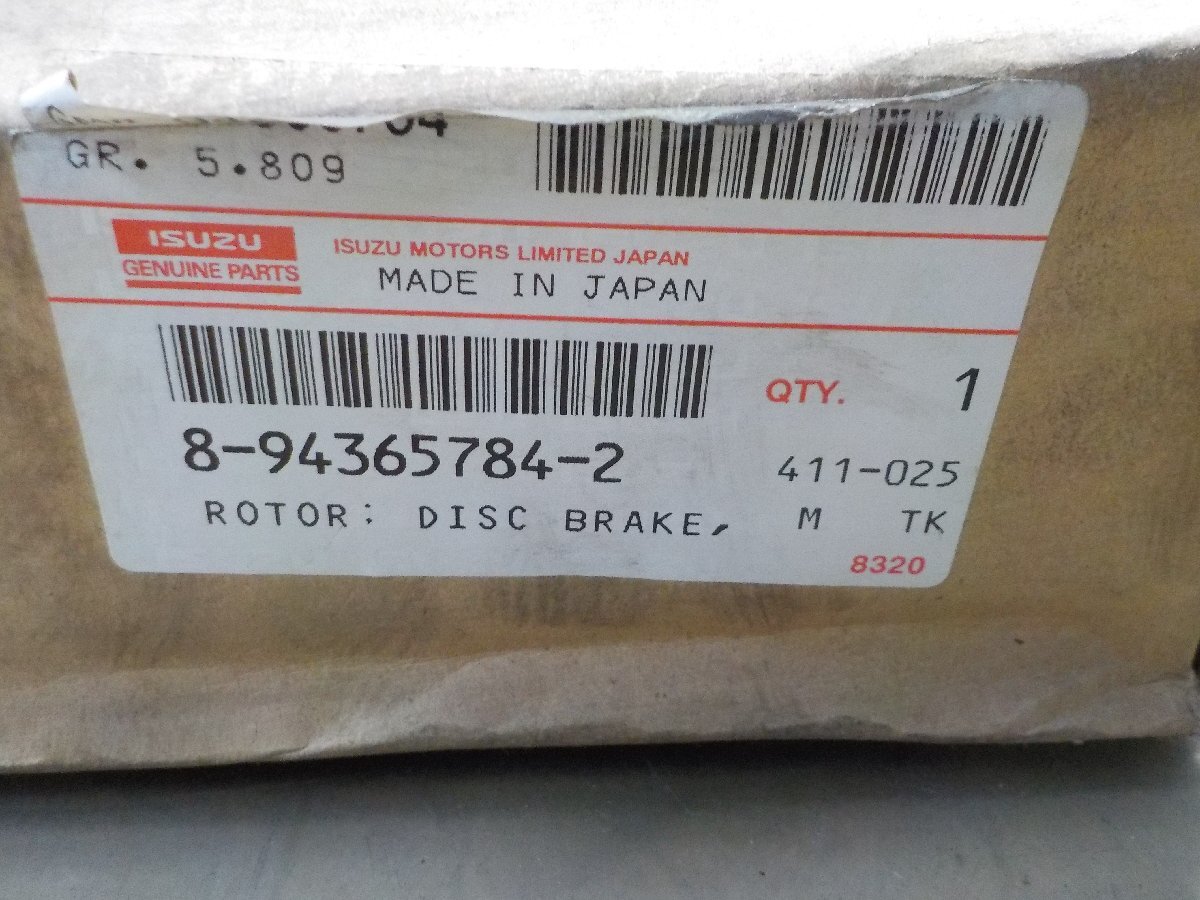 GR. 5.809
ISUZU
GENUINE PARTS
ISUZU MOTORS LIMITED JAPAN
MADE IN JAPAN
QTY. 1
8-94365784-2
411-025
ROTOR: DISC BRAKE, M TK
8320